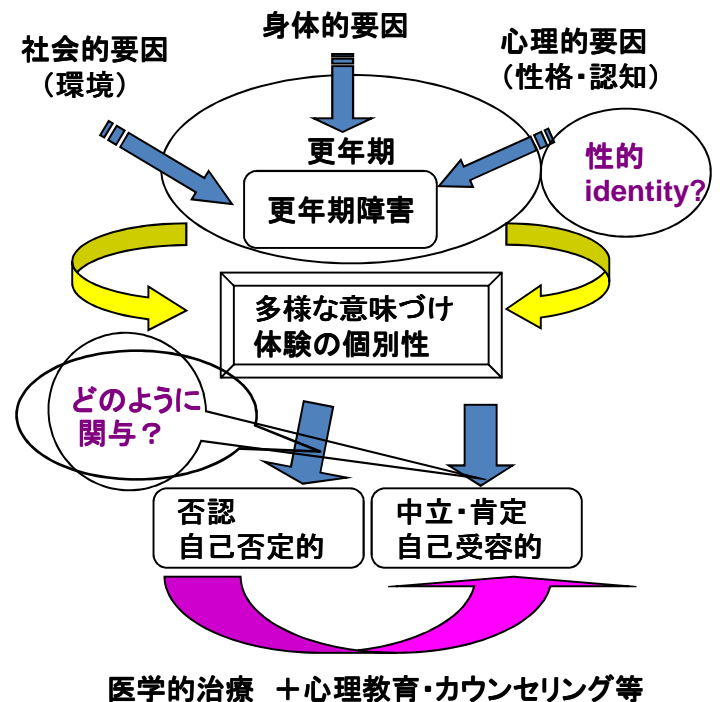 身体的要因
社会的要因
（環境）
心理的要因
（性格・認知）
更年期
更年期障害
性的
identity?
多様な意味づけ
体験の個別性
どのように
関与？
否認
自己否定的
中立・肯定
自己受容的
医学的治療　＋心理教育・カウンセリング等